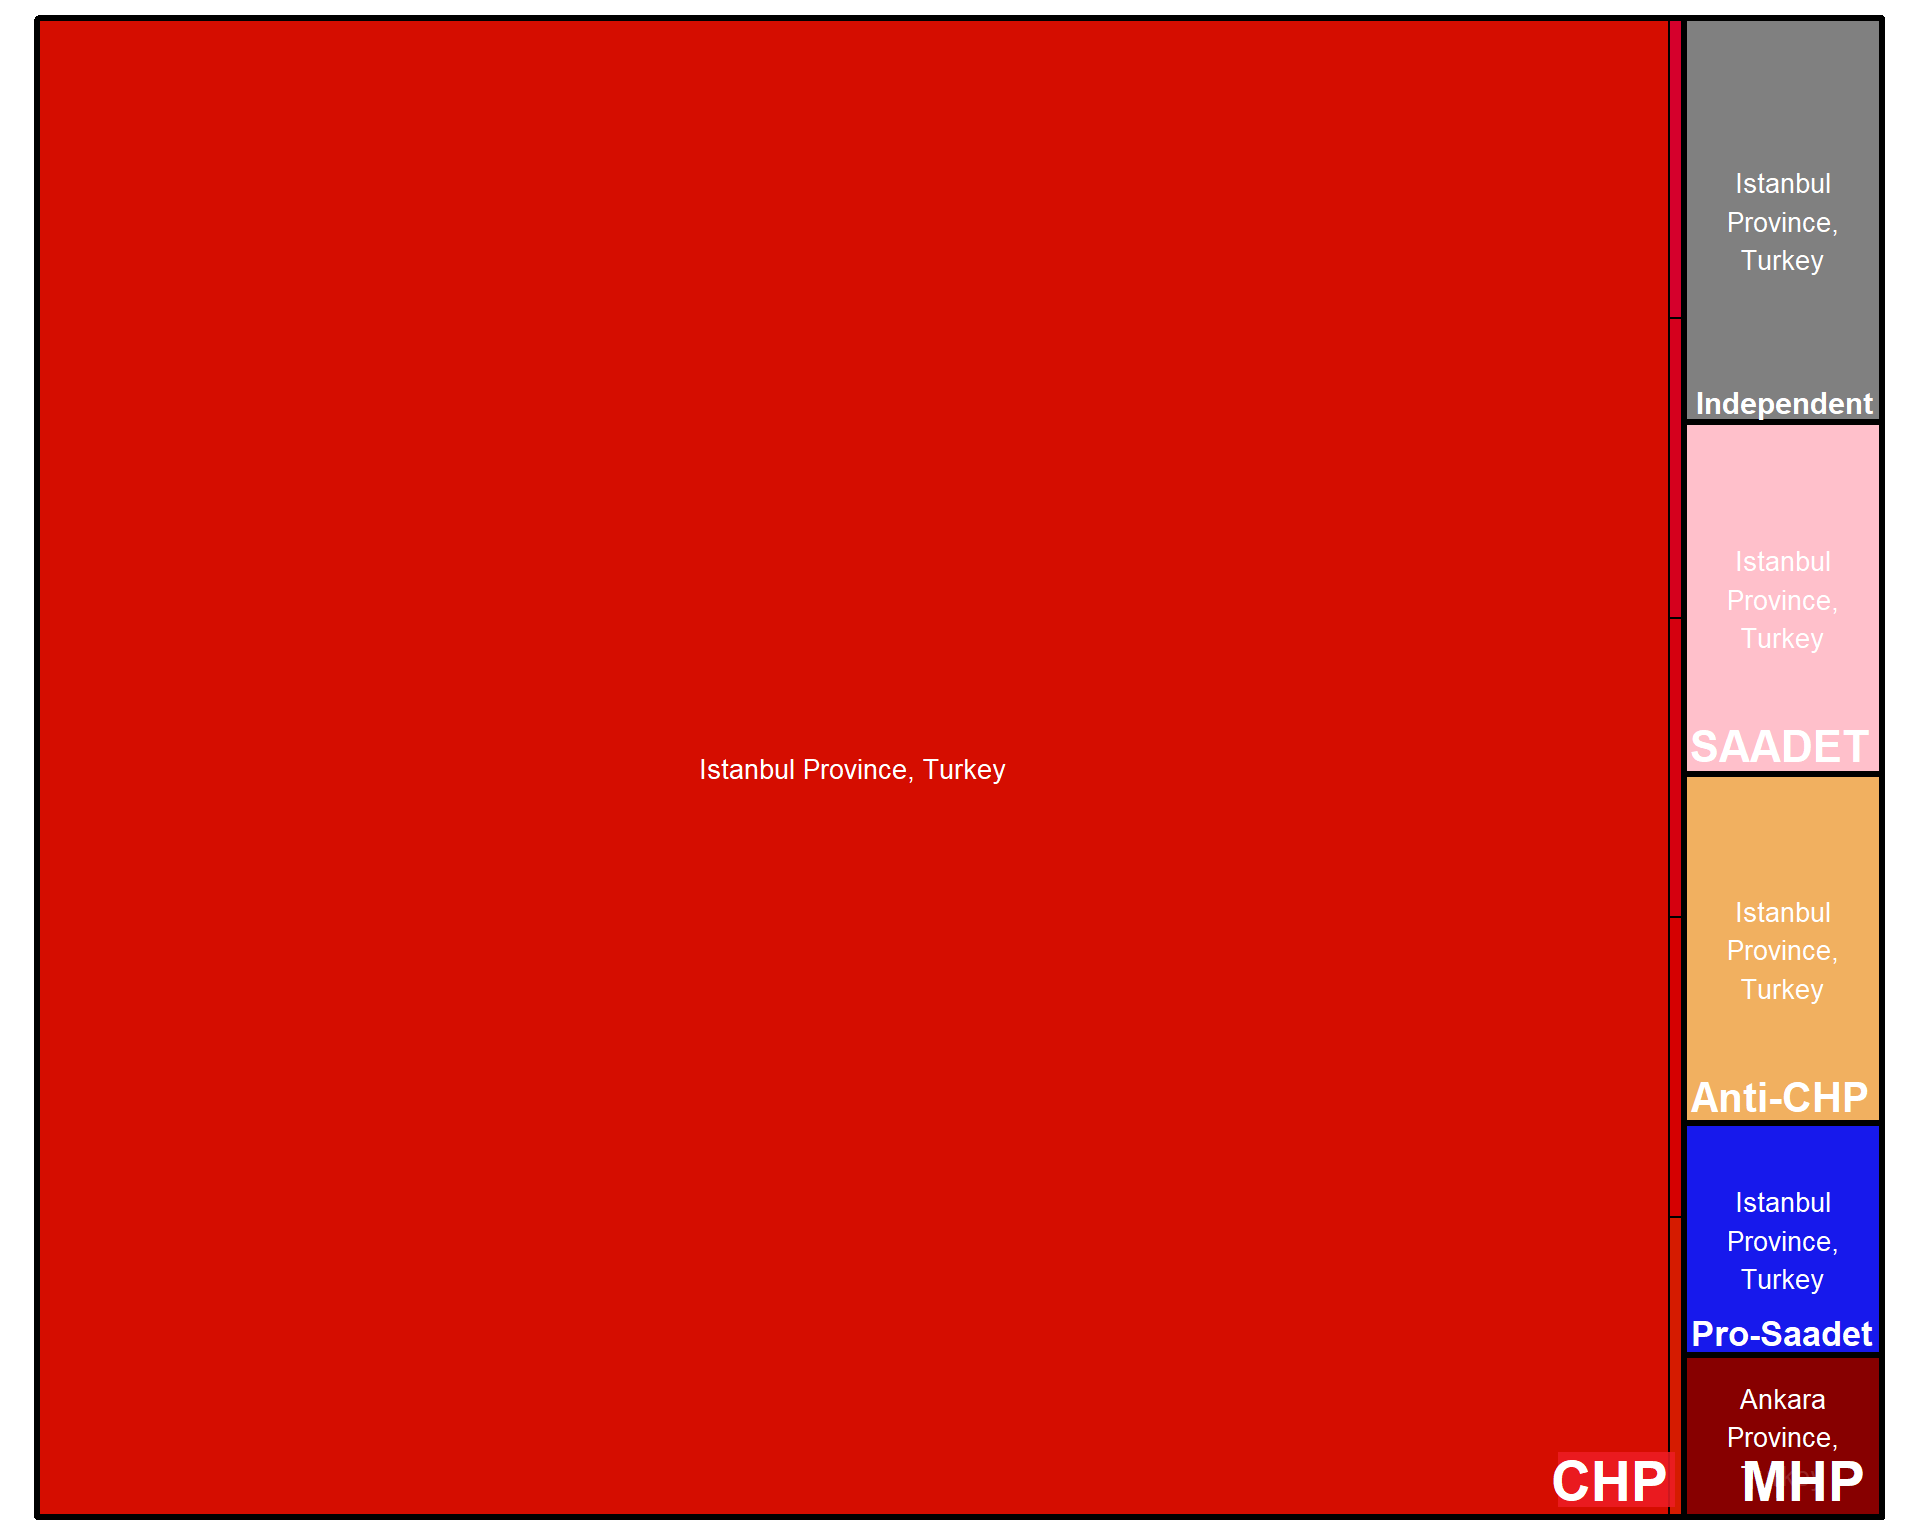 Istanbul Province, Turkey
CHP
Istanbul
Province,
Turkey
Independent
Istanbul
Province,
Turkey
SAADET
Istanbul
Province,
Turkey
Anti-CHP
Istanbul
Province,
Turkey
Pro-Saadet
Ankara
Province,
MHP